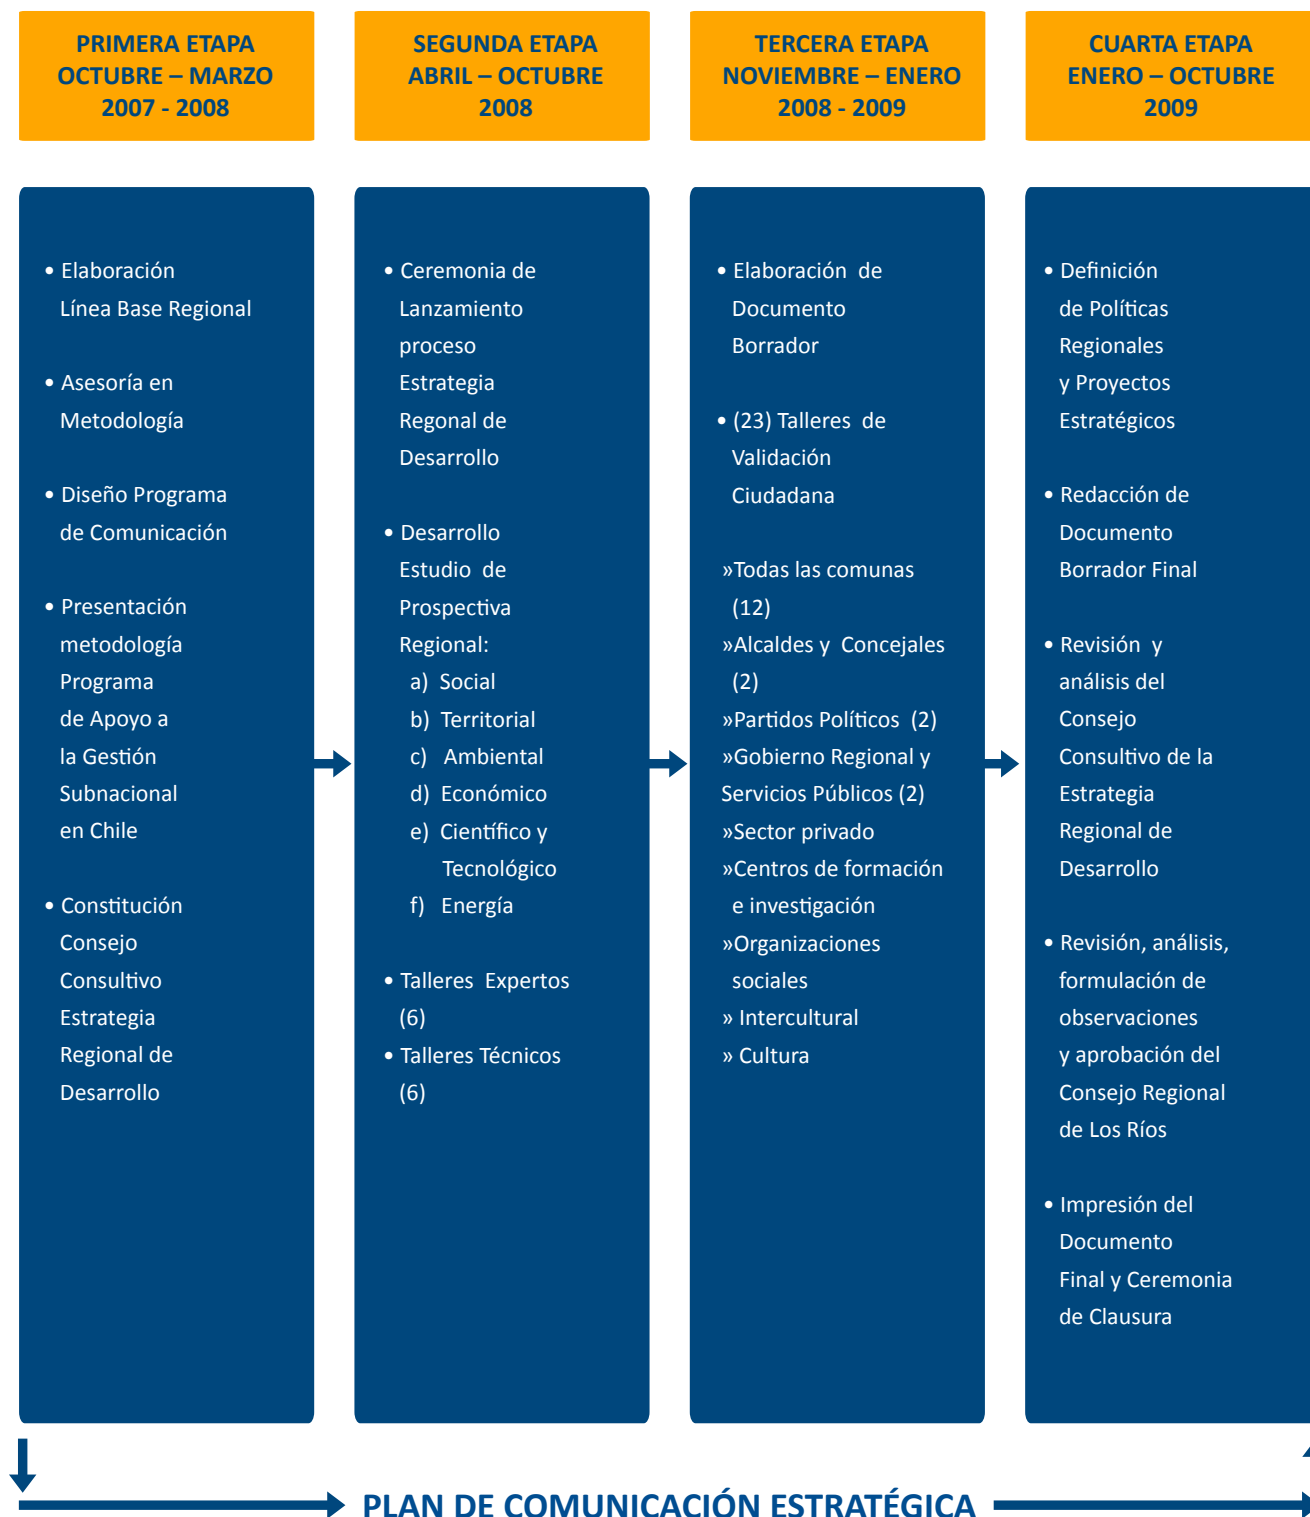 PRIMERA ETAPA
OCTUBRE – MARZO
2007 - 2008
• Elaboración
Línea Base Regional
• Asesoría en
Metodología
• Diseño Programa
de Comunicación
• Presentación
metodología
Programa
de Apoyo a
la Gestión
Subnacional
en Chile
• Constitución
Consejo
Consultivo
Estrategia
Regional de
Desarrollo
SEGUNDA ETAPA
ABRIL – OCTUBRE
2008
• Ceremonia de
Lanzamiento
proceso
Estrategia
Regonal de
Desarrollo
• Desarrollo
Estudio de
Prospectiva
Regional:
a) Social
b) Territorial
c) Ambiental
d) Económico
e) Científico y
Tecnológico
f) Energía
• Talleres Expertos
(6)
• Talleres Técnicos
(6)
TERCERA ETAPA
NOVIEMBRE – ENERO
2008 - 2009
• Elaboración de
Documento
Borrador
• (23) Talleres de
Validación
Ciudadana
»Todas las comunas
(12)
»Alcaldes y Concejales
(2)
»Partidos Políticos (2)
»Gobierno Regional y
Servicios Públicos (2)
»Sector privado
»Centros de formación
e investigación
»Organizaciones
sociales
» Intercultural
» Cultura
CUARTA ETAPA
ENERO – OCTUBRE
2009
• Definición
de Políticas
Regionales
y Proyectos
Estratégicos
• Redacción de
Documento
Borrador Final
• Revisión y
análisis del
Consejo
Consultivo de la
Estrategia
Regional de
Desarrollo
• Revisión, análisis,
formulación de
observaciones
y aprobación del
Consejo Regional
de Los Ríos
• Impresión del
Documento
Final y Ceremonia
de Clausura
PLAN DE COMUNICACIÓN ESTRATÉGICA